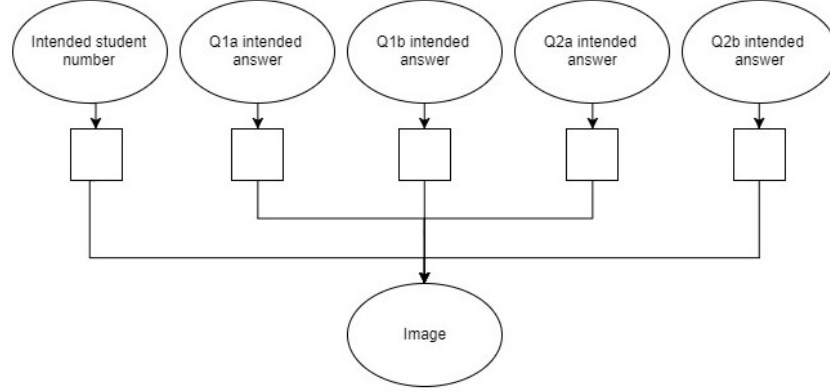 Intended student
number
Q1a intended
answer
Q1b intended
answer
Q2a intended
answer
Q2b intended
answer
Image